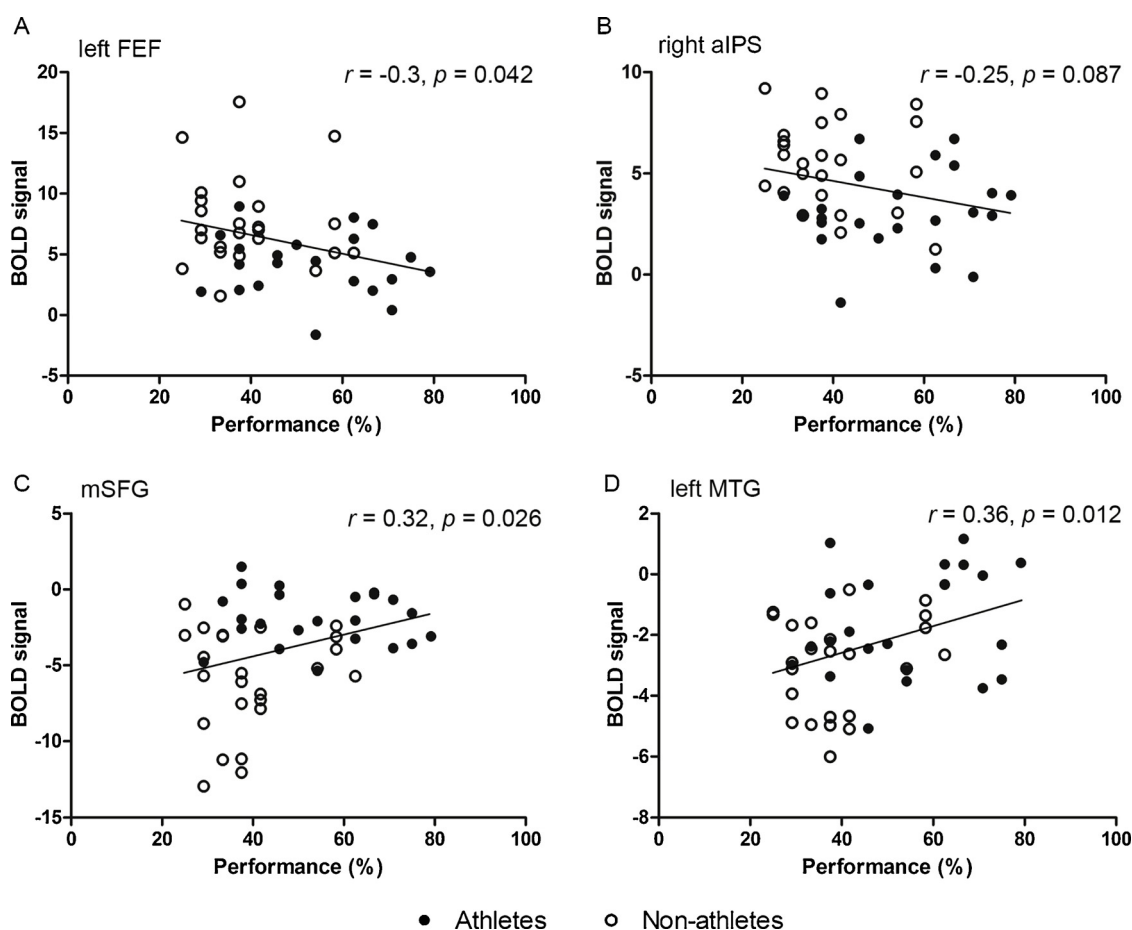 A
left FEF
r = -0.3, p = 0.042
20
15
10
5
0
-5
BOLD signal
0 20 40 60 80 100
Performance (%)
B
right aIPS
r = -0.25, p = 0.087
10
5
0
-5
BOLD signal
0 20 40 60 80 100
Performance (%)
C
mSFG
r = 0.32, p = 0.026
5
-0
-5
-10
-15
BOLD signal
0 20 40 60 80 100
Performance (%)
D
left MTG
r = 0.36, p = 0.012
2
0
-2
-4
-6
-8
BOLD signal
0 20 40 60 80 100
Performance (%)
Athletes Non-athletes